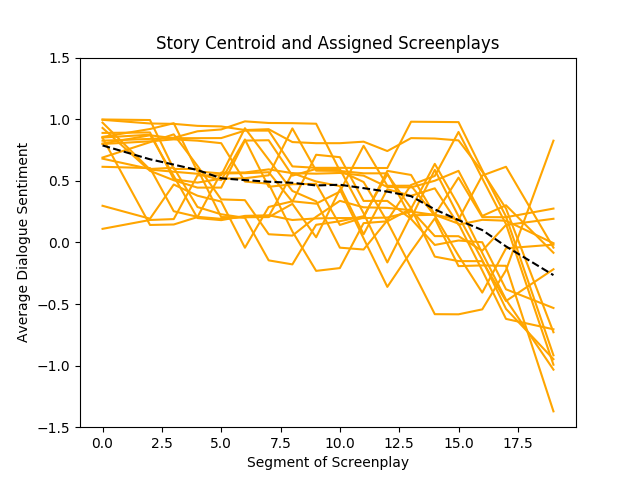 Story Centroid and Assigned Screenplays
1.5
1.0
0.5
0.0
−0.5
−1.0
−1.5
Average Dialogue Sentiment
0.0 2.5 5.0 7.5 10.0 12.5 15.0 17.5
Segment of Screenplay